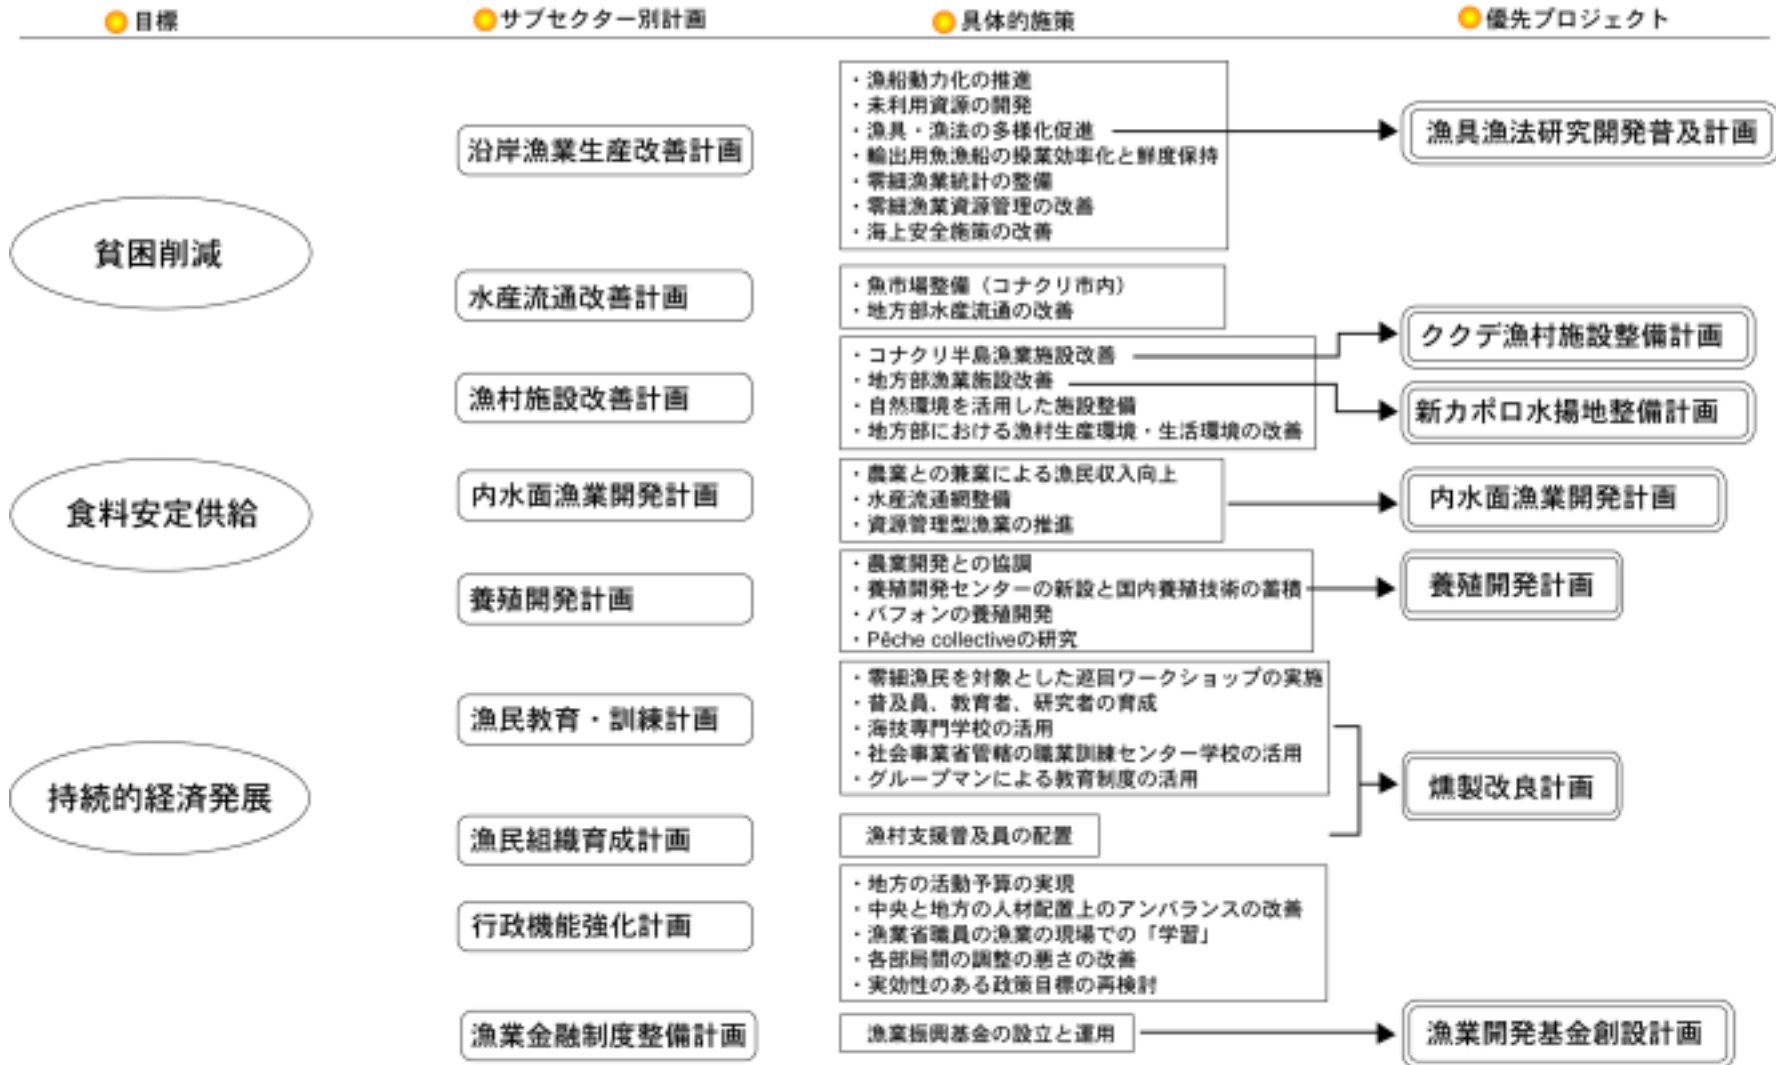 目標
サブセクター別計画
具体的施策
優先プロジェクト
貧困削減
食料安定供給
持続的経済発展
沿岸漁業生産改善計画
・漁船動力化の推進
・未利用資源の開発
・漁具・漁法の多様化促進
・輸出用魚漁船の操業効率化と鮮度保持
・零細漁業統計の整備
・零細漁業資源管理の改善
・海上安全施策の改善
漁具漁法研究開発普及計画
水産流通改善計画
・魚市場整備（コナクリ市内）
・地方部水産流通の改善
漁村施設改善計画
・コナクリ半島漁業施設改善
・地方部漁業施設改善
・自然環境を活用した施設整備
・地方部における漁村生産環境・生活環境の改善
ククデ漁村施設整備計画
新カポロ水揚地整備計画
内水面漁業開発計画
・農業との兼業による漁民収入向上
・水産流通網整備
・資源管理型漁業の推進
内水面漁業開発計画
養殖開発計画
・農業開発との協調
・養殖開発センターの新設と国内養殖技術の蓄積
・バフォンの養殖開発
・Pêche collectiveの研究
養殖開発計画
漁民教育・訓練計画
・零細漁民を対象とした巡回ワークショップの実施
・普及員、教育者、研究者の育成
・海技専門学校の活用
・社会事業省管轄の職業訓練センター学校の活用
・グループマンによる教育制度の活用
燻製改良計画
漁民組織育成計画
漁村支援普及員の配置
行政機能強化計画
・地方の活動予算の実現
・中央と地方の人材配置上のアンバランスの改善
・漁業省職員の漁業の現場での「学習」
・各部局間の調整の悪さの改善
・実効性のある政策目標の再検討
漁業金融制度整備計画
漁業振興基金の設立と運用
漁業開発基金創設計画